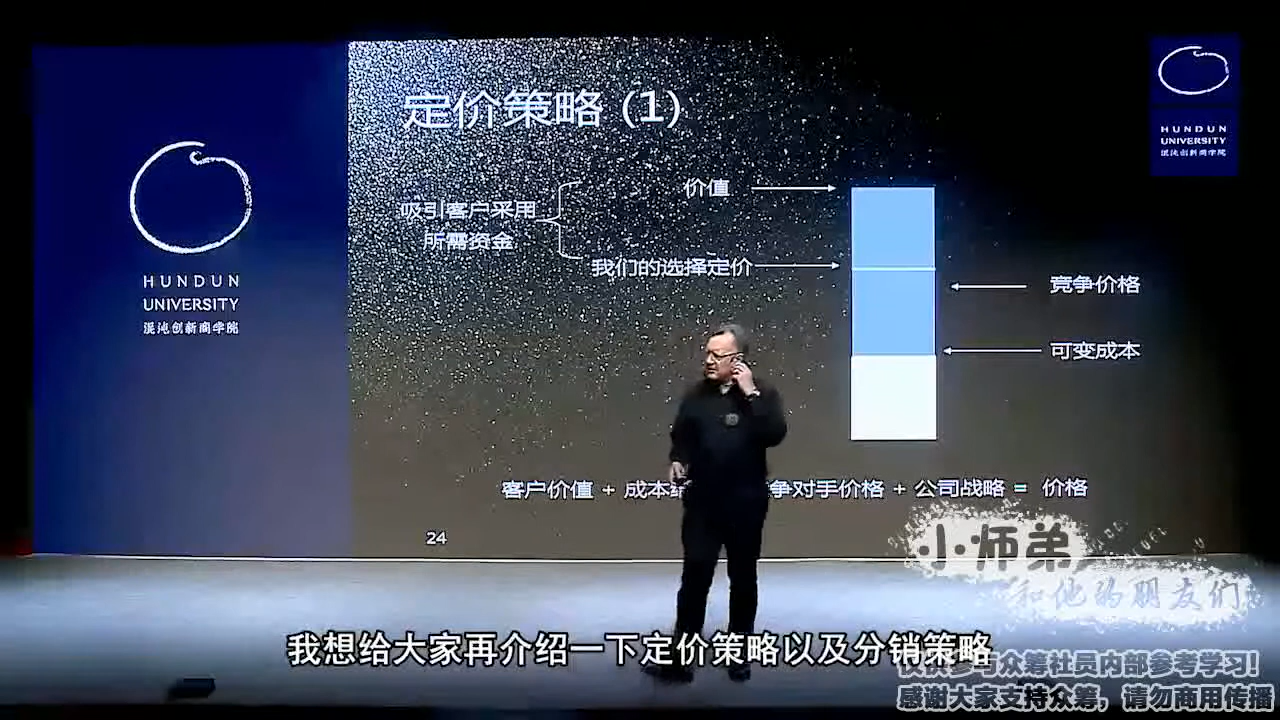 定价策略 (1)
HUNDUN
UNIVERSITY
混沌创新商学院
价值
吸引客户采用
所需资金
我们的选择定价
竞争价格
可变成本
HUNDUN
UNIVERSITY
混沌创新商学院
客户价值 + 成本
争对手价格 + 公司战略 = 价格
24
小师弟
和他的朋友们
我想给大家再介绍一下定价策略以及分销策略
仅供参与众筹社员内部参考学习!
感谢大家支持众筹，请勿商用传播